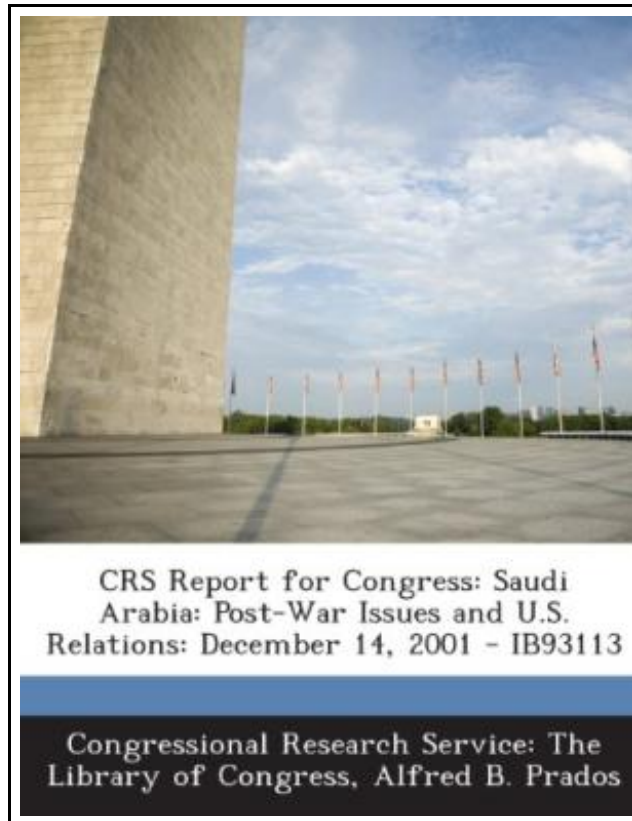 CRS Report for Congress: Saudi
Arabia: Post-War Issues and U.S.
Relations: December 14, 2001 - IB93113
Congressional Research Service: The
Library of Congress, Alfred B. Prados